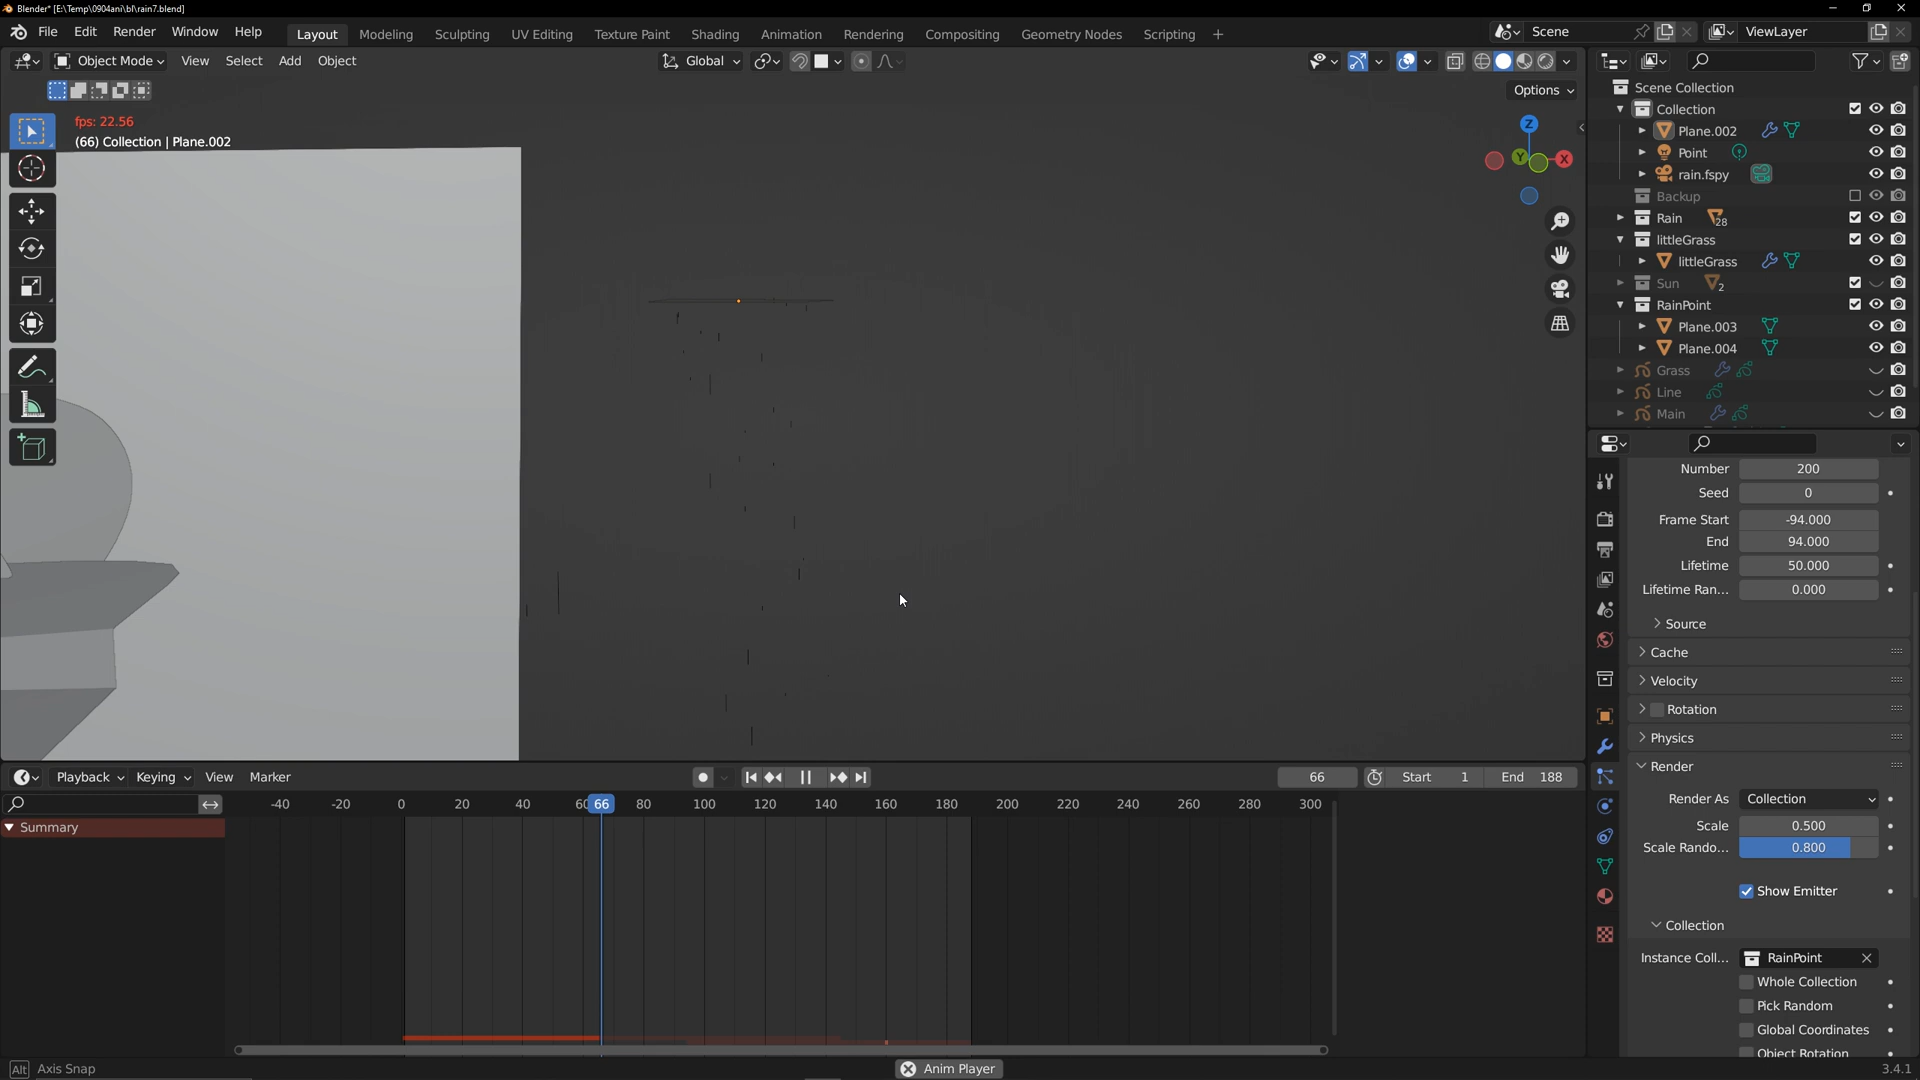 Blender* [E:\Temp\0904ani\bl\rain7.blend]
File Edit Render Window Help Layout Modeling Sculpting UV Editing Texture Paint Shading Animation Rendering Compositing Geometry Nodes Scripting + Scene ViewLayer
Object Mode View Select Add Object Global
Options
fps: 22.56
(66) Collection | Plane.002
Z
Y X
Scene Collection
Collection
Plane.002
Point
rain.fspy
Backup
Rain 28
littleGrass
littleGrass
Sun 2
RainPoint
Plane.003
Plane.004
Grass
Line
Main
Number 200
Seed 0
Frame Start -94.000
End 94.000
Lifetime 50.000
Lifetime Ran... 0.000
Source
Cache
Velocity
Rotation
Physics
Render
Render As Collection
Scale 0.500
Scale Rando... 0.800
Show Emitter
Collection
Instance Coll... RainPoint
Whole Collection
Pick Random
Global Coordinates
Object Rotation
Playback Keying View Marker 66 Start 1 End 188
-40 -20 0 20 40 60 66 80 100 120 140 160 180 200 220 240 260 280 300
Summary
Alt Axis Snap Anim Player 3.4.1